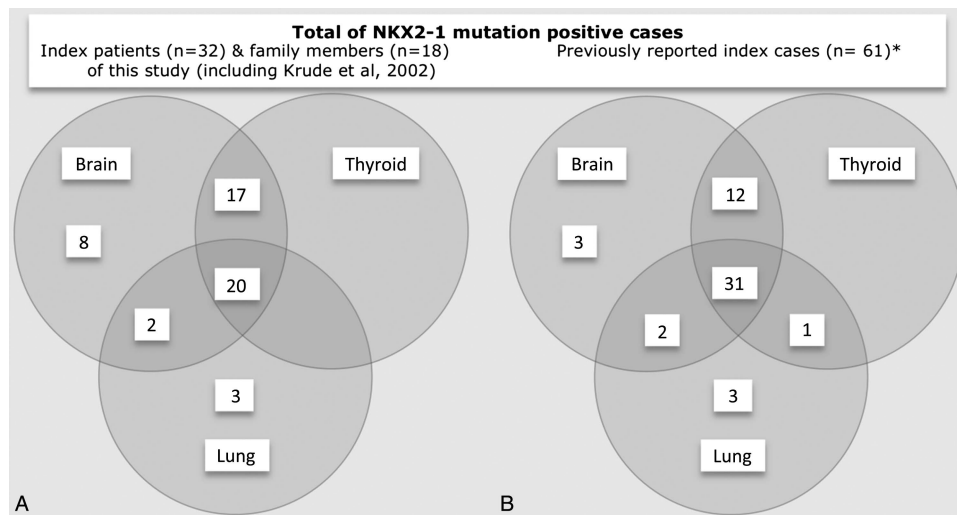 Total of NKX2-1 mutation positive cases
Index patients (n=32) & family members (n=18)
of this study (including Krude et al, 2002)
Previously reported index cases (n= 61)*
Brain
Thyroid
17
8
20
2
3
Lung
A
Brain
Thyroid
12
3
31
2
1
3
Lung
B